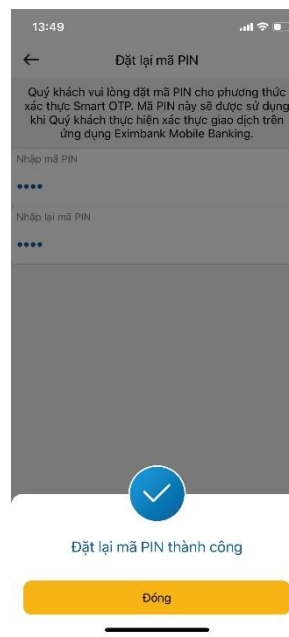 13:49
Đặt lại mã PIN
Quý khách vui lòng đặt mã PIN cho phương thức
xác thực Smart OTP. Mã PIN này sẽ được sử dụng
khi Quý khách thực hiện xác thực giao dịch trên
ứng dụng Eximbank Mobile Banking.
Nhập mã PIN
••••
Nhập lại mã PIN
••••
Đặt lại mã PIN thành công
Đóng